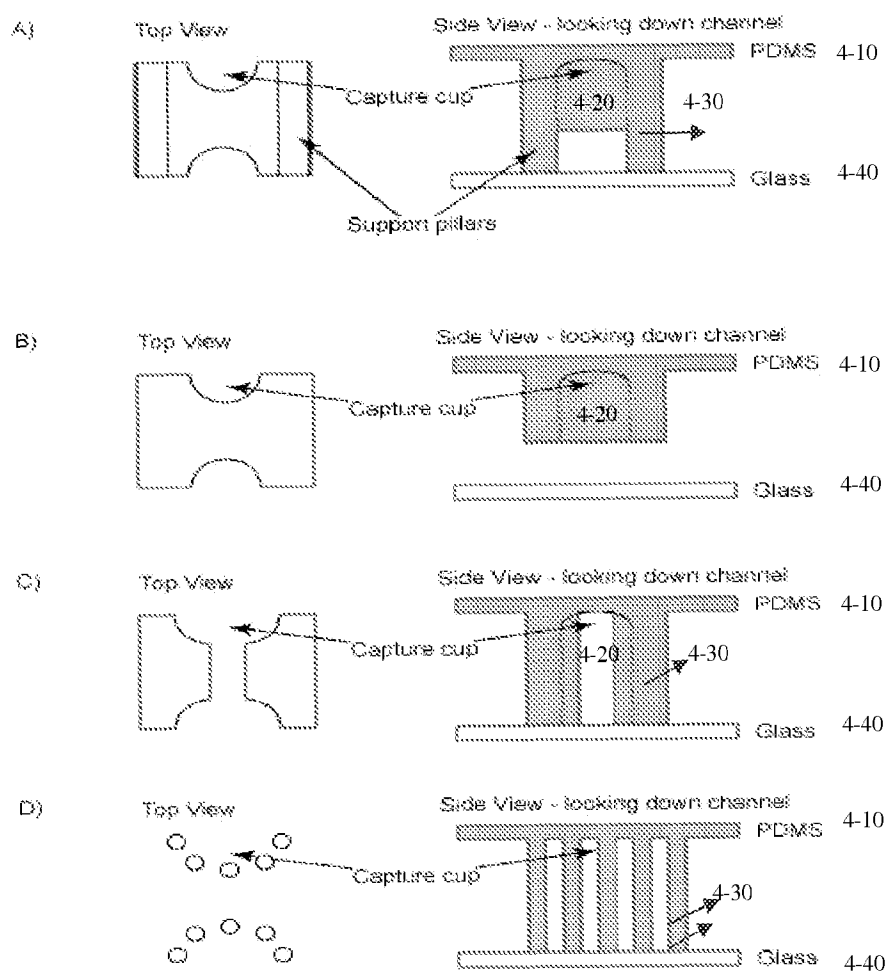 A) Top View Side View - looking down channel
PDMS 4-10
Capture cup 4-20 4-30
Glass 4-40
Support pillars
B) Top View Side View - looking down channel
PDMS 4-10
Capture cup 4-20
Glass 4-40
C) Top View Side View - looking down channel
PDMS 4-10
Capture cup 4-20 4-30
Glass 4-40
D) Top View Side View - looking down channel
PDMS 4-10
Capture cup
4-30
Glass 4-40